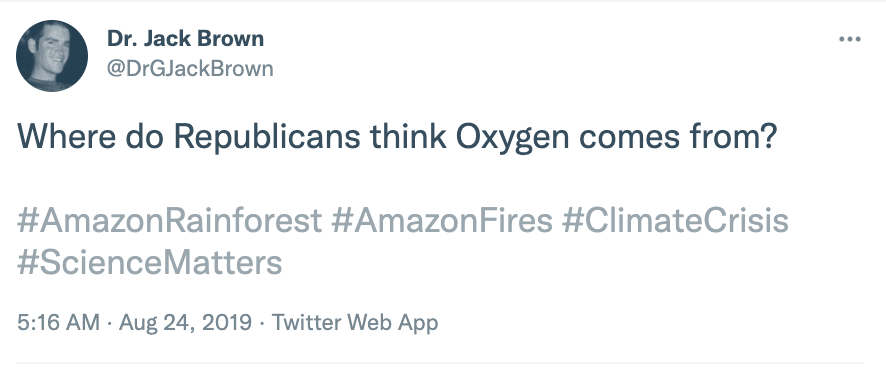 Dr. Jack Brown
@DrGJackBrown
Where do Republicans think Oxygen comes from?
#AmazonRainforest #AmazonFires #ClimateCrisis
#ScienceMatters
5:16 AM · Aug 24, 2019 · Twitter Web App